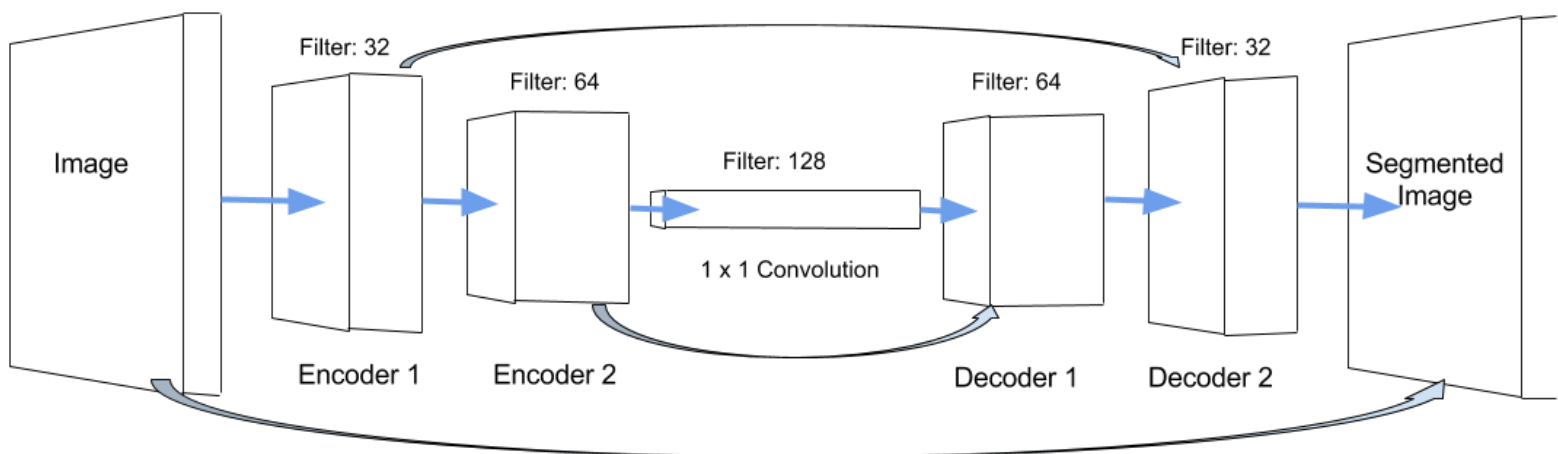 Filter: 32
Filter: 32
Filter: 64
Filter: 64
Image
Filter: 128
Segmented
Image
1 x 1 Convolution
Encoder 1
Encoder 2
Decoder 1
Decoder 2